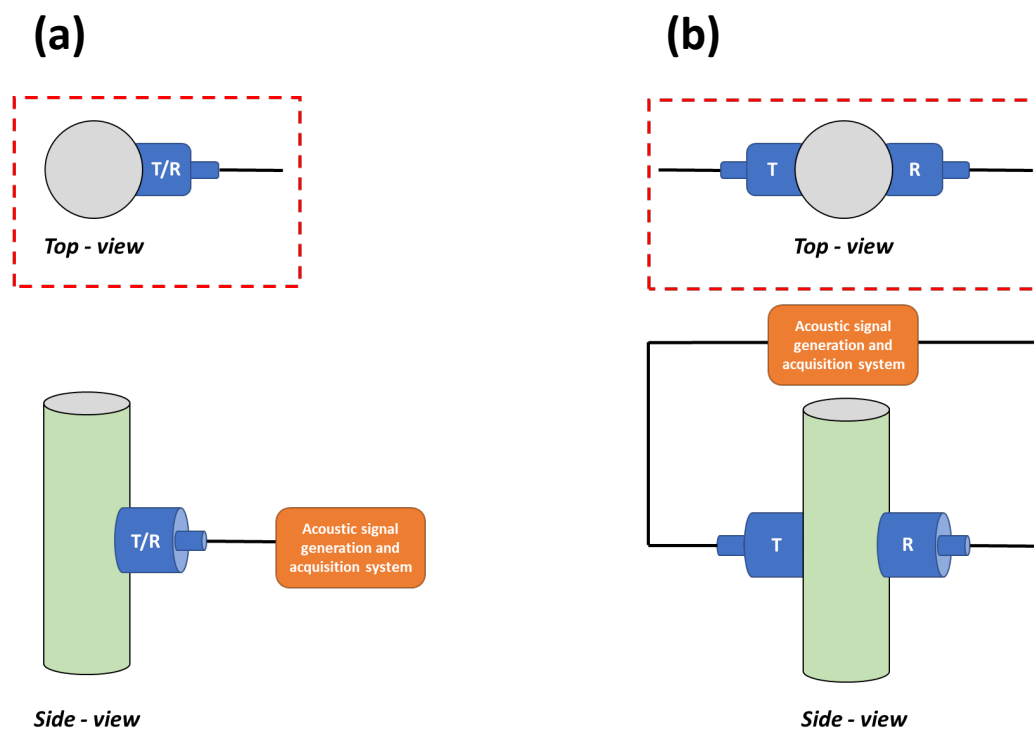 (a)
T/R
Top - view
T/R
Acoustic signal
generation and
acquisition system
Side - view
(b)
T
R
Top - view
Acoustic signal
generation and
acquisition system
T
R
Side - view